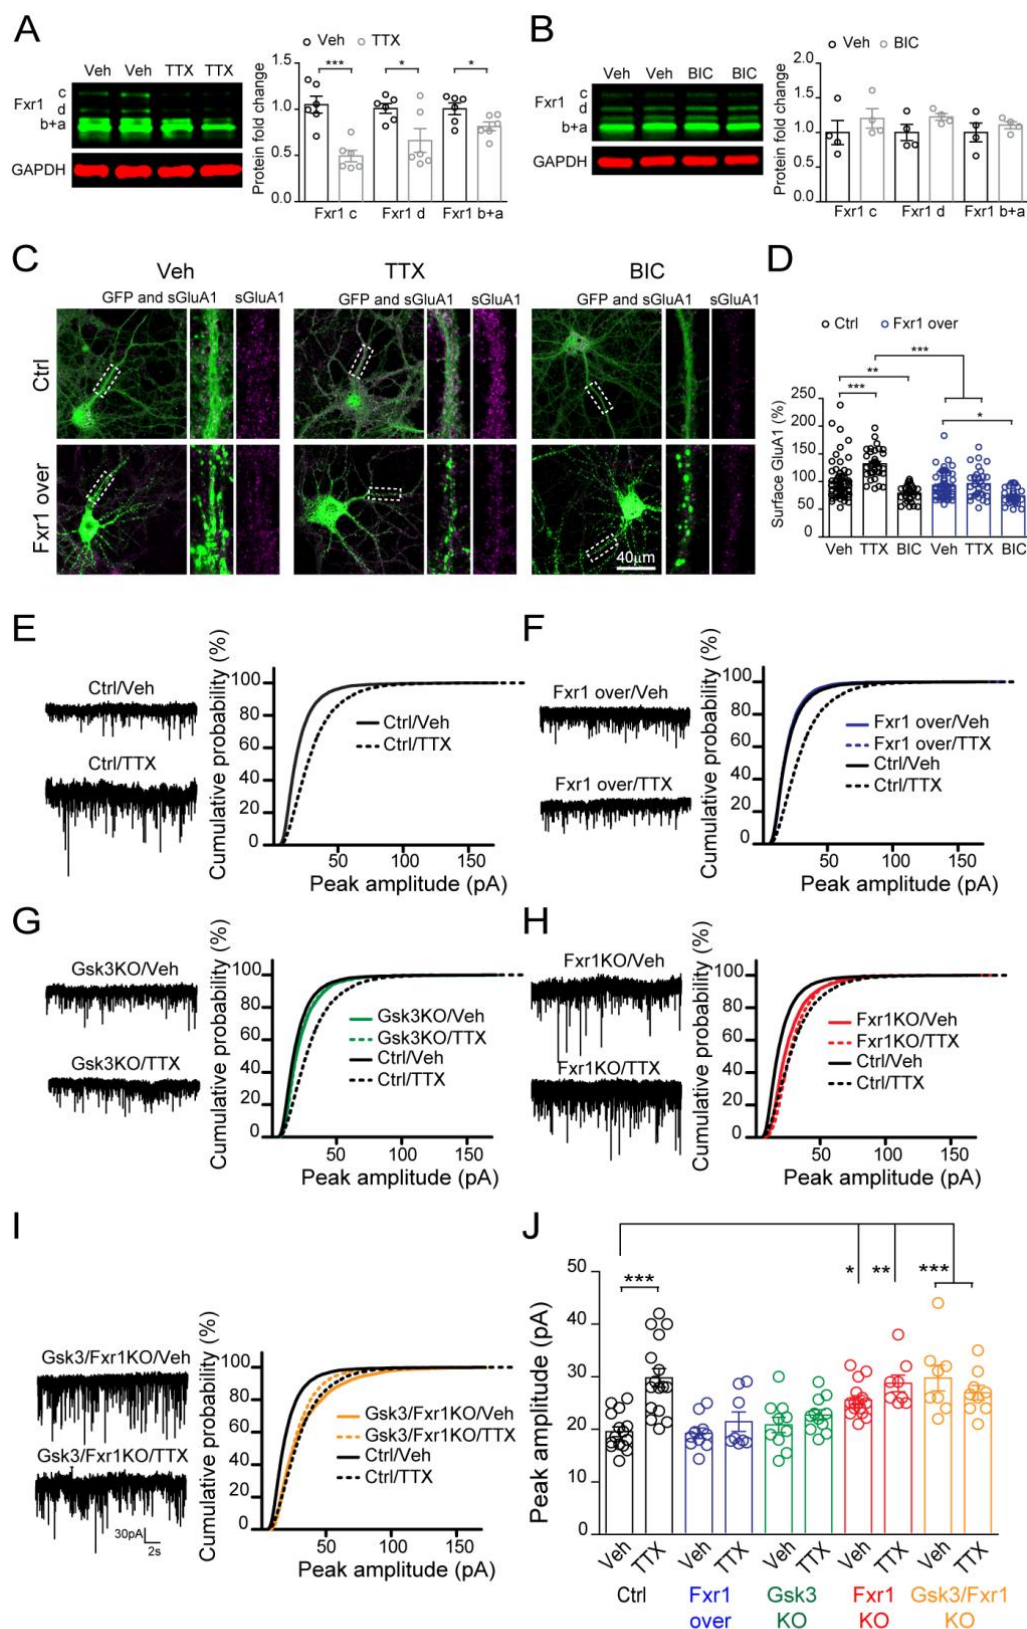 A
Veh TTX
Veh Veh TTX TTX
Fxr1
c
d
b+a
GAPDH
Protein fold change
1.5
1.0
0.5
0.0
*** * *
Fxr1 c Fxr1 d Fxr1 b+a
B
Veh BIC
Veh Veh BIC BIC
Fxr1
c
d
b+a
GAPDH
Protein fold change
2.0
1.5
1.0
0.5
0.0
Fxr1 c Fxr1 d Fxr1 b+a
C
Veh TTX BIC
GFP and sGluA1 sGluA1 GFP and sGluA1 sGluA1 GFP and sGluA1 sGluA1
Ctrl
Fxr1 over
40µm
D
Ctrl Fxr1 over
***
**
***
*
Surface GluA1 (%)
250
200
150
100
50
0
Veh TTX BIC Veh TTX BIC
E
Ctrl/Veh
Ctrl/TTX
Cumulative probability (%)
100
80
60
40
20
0
Ctrl/Veh
Ctrl/TTX
50 100 150
Peak amplitude (pA)
F
Fxr1 over/Veh
Fxr1 over/TTX
Cumulative probability (%)
100
80
60
40
20
0
Fxr1 over/Veh
Fxr1 over/TTX
Ctrl/Veh
Ctrl/TTX
50 100 150
Peak amplitude (pA)
G
Gsk3KO/Veh
Gsk3KO/TTX
Cumulative probability (%)
100
80
60
40
20
0
Gsk3KO/Veh
Gsk3KO/TTX
Ctrl/Veh
Ctrl/TTX
50 100 150
Peak amplitude (pA)
H
Fxr1KO/Veh
Fxr1KO/TTX
Cumulative probability (%)
100
80
60
40
20
0
Fxr1KO/Veh
Fxr1KO/TTX
Ctrl/Veh
Ctrl/TTX
50 100 150
Peak amplitude (pA)
I
Gsk3/Fxr1KO/Veh
Gsk3/Fxr1KO/TTX
30pA
2s
Cumulative probability (%)
100
80
60
40
20
0
Gsk3/Fxr1KO/Veh
Gsk3/Fxr1KO/TTX
Ctrl/Veh
Ctrl/TTX
50 100 150
Peak amplitude (pA)
J
*** * ** ***
Peak amplitude (pA)
50
40
30
20
10
0
Veh TTX Veh TTX Veh TTX Veh TTX Veh TTX
Ctrl Fxr1 Gsk3 Fxr1 Gsk3/Fxr1
over KO KO KO